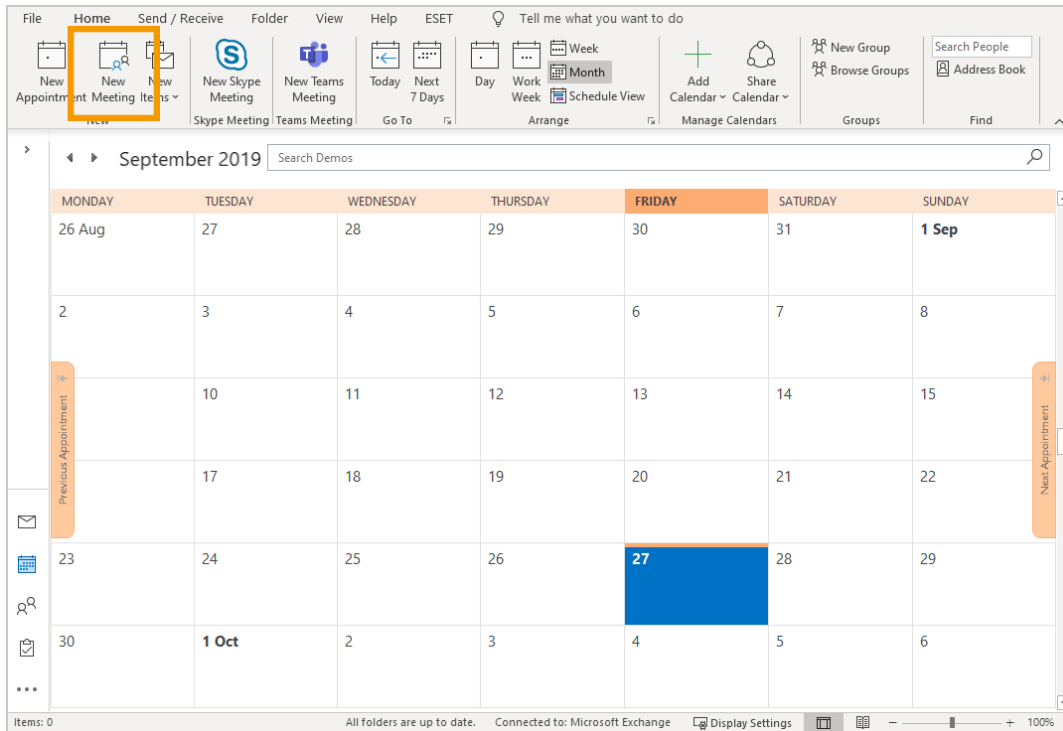 File Home Send / Receive Folder View Help ESET Tell me what you want to do
New Appointment
New Meeting
New Items
New
New Skype Meeting
Skype Meeting
New Teams Meeting
Teams Meeting
Today
Next 7 Days
Go To
Day
Work Week
Week
Month
Schedule View
Arrange
Add Calendar
Share Calendar
Manage Calendars
New Group
Browse Groups
Groups
Search People
Address Book
Find
September 2019 Search Demos
MONDAY TUESDAY WEDNESDAY THURSDAY FRIDAY SATURDAY SUNDAY
26 Aug 27 28 29 30 31 1 Sep
2 3 4 5 6 7 8
10 11 12 13 14 15
17 18 19 20 21 22
Previous Appointment
Next Appointment
23 24 25 26 27 28 29
30 1 Oct 2 3 4 5 6
Items: 0 All folders are up to date. Connected to: Microsoft Exchange Display Settings 100%